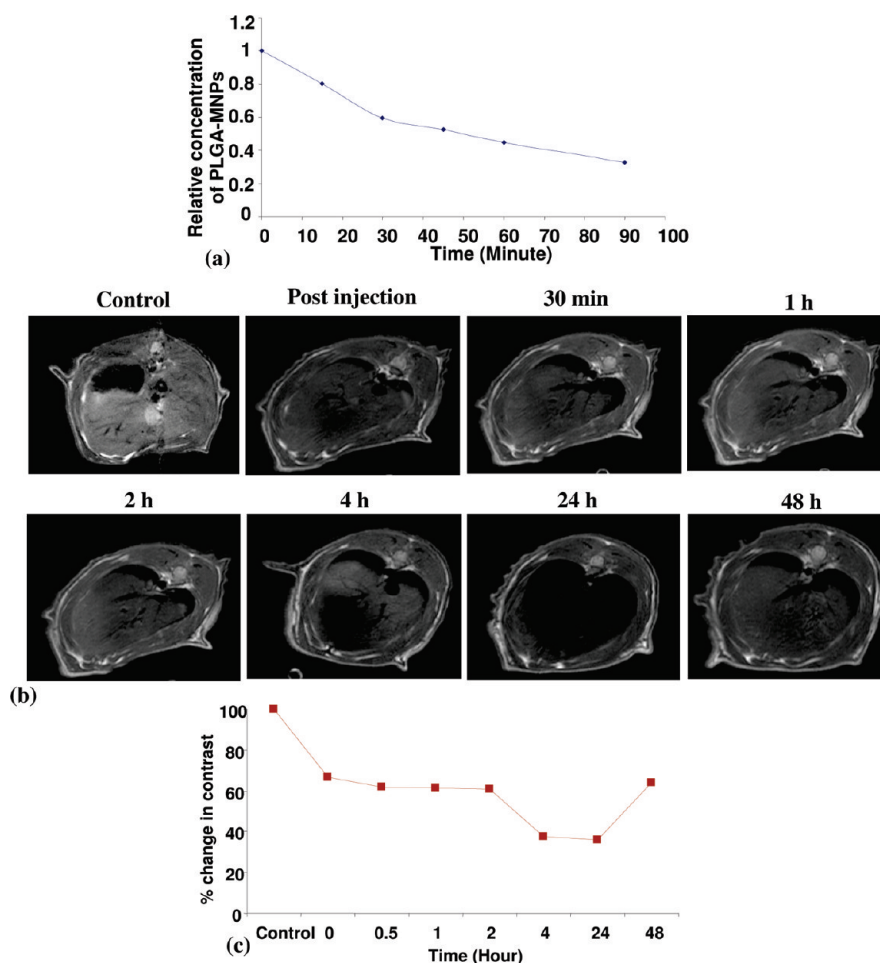 Relative concentration
of PLGA-MNPs
1.2
1
0.8
0.6
0.4
0.2
0
0 10 20 30 40 50 60 70 80 90 100
Time (Minute)
(a)
Control Post injection 30 min 1 h
2 h 4 h 24 h 48 h
(b)
% change in contrast
100
80
60
40
20
0
Control 0 0.5 1 2 4 24 48
Time (Hour)
(c)